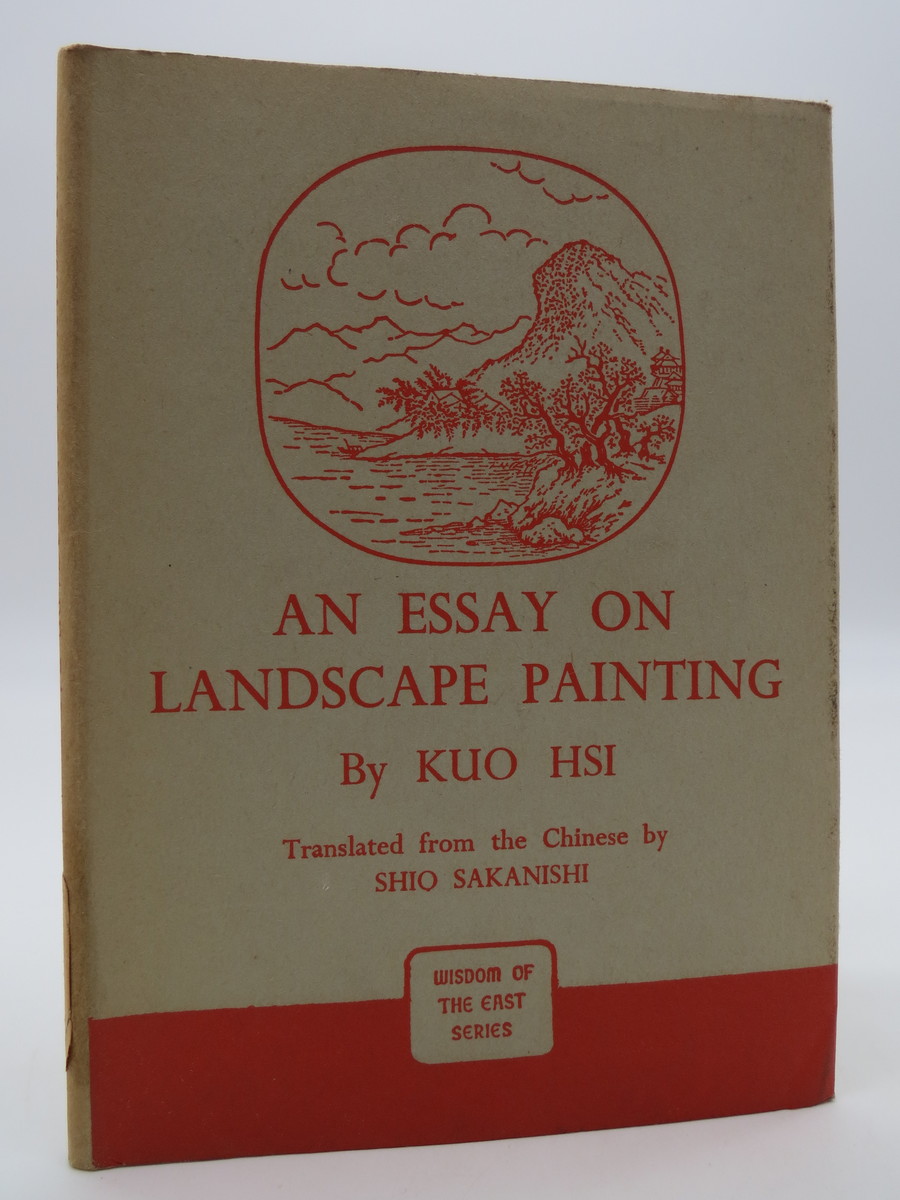 AN ESSAY ON
LANDSCAPE PAINTING
By KUO HSI
Translated from the Chinese by
SHIO SAKANISHI
WISDOM OF
THE EAST
SERIES